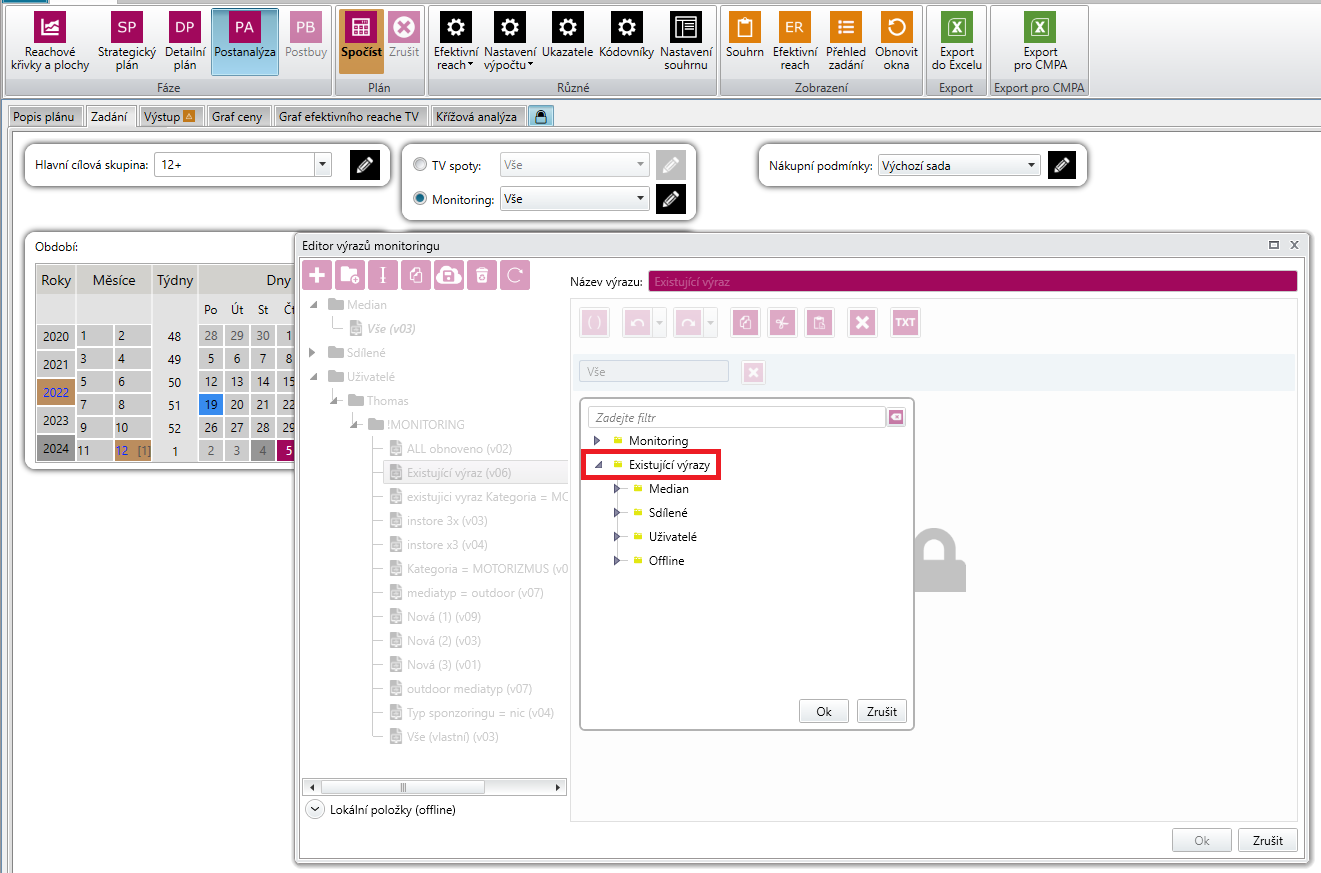 SP
DP
PA
PB
ER
Reachové
křivky a plochy
Strategický
plán
Detailní
plán
Postanalýza
Postbuy
Spočíst
Zrušit
Efektivní
reach
Nastavení
výpočtu
Ukazatele
Kódovníky
Nastavení
souhrnu
Souhrn
Efektivní
reach
Přehled
zadání
Obnovit
okna
Export
do Excelu
Export
pro CMPA
Fáze
Plán
Různé
Zobrazení
Export
Export pro CMPA
Popis plánu
Zadání
Výstup
Graf ceny
Graf efektivního reache TV
Křížová analýza
Hlavní cílová skupina: 12+
TV spoty: Vše
Monitoring: Vše
Nákupní podmínky: Výchozí sada
Období:
Roky Měsíce Týdny Dny
Po Út St
2020 1 2 48 28 29 30 1
2021 3 4 49 5 6 7 8
2022 5 6 50 12 13 14 15
7 8 51 19 20 21 22
2023 9 10 52 26 27 28 29
2024 11 12 [1] 1 2 3 4 5
Editor výrazů monitoringu
Median
Vše (v03)
Sdílené
Uživatelé
Thomas
!MONITORING
ALL obnoveno (v02)
Existující výraz (v06)
existujici vyraz Kategoria = MO
instore 3x (v03)
instore x3 (v04)
Kategoria = MOTORIZMUS (v0
mediatyp = outdoor (v07)
Nová (1) (v09)
Nová (2) (v03)
Nová (3) (v01)
outdoor mediatyp (v07)
Typ sponzoringu = nic (v04)
Vše (vlastní) (v03)
Lokální položky (offline)
Název výrazu: Existující výraz
( )
TXT
Vše
Zadejte filtr
Monitoring
Existující výrazy
Median
Sdílené
Uživatelé
Offline
Ok Zrušit
Ok Zrušit